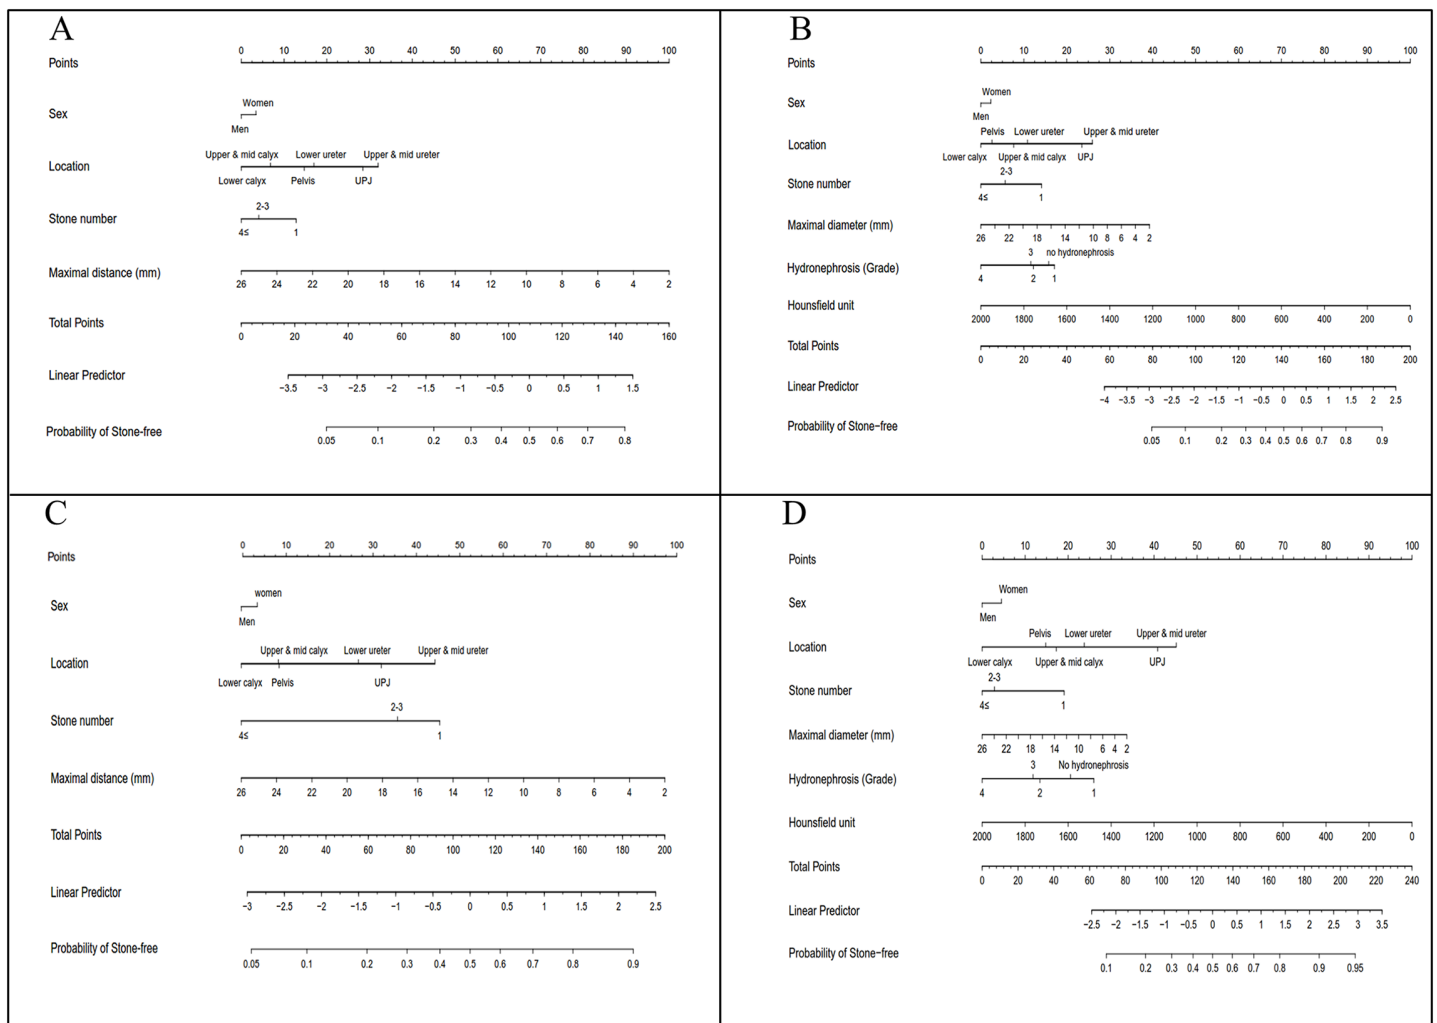 A
0 10 20 30 40 50 60 70 80 90 100
Points
Women
Sex
Men
Upper & mid calyx Lower ureter Upper & mid ureter
Location
Lower calyx Pelvis UPJ
2-3
Stone number
4≤ 1
Maximal distance (mm)
26 24 22 20 18 16 14 12 10 8 6 4 2
Total Points
0 20 40 60 80 100 120 140 160
Linear Predictor
−3.5 −3 −2.5 −2 −1.5 −1 −0.5 0 0.5 1 1.5
Probability of Stone-free
0.05 0.1 0.2 0.3 0.4 0.5 0.6 0.7 0.8
B
0 10 20 30 40 50 60 70 80 90 100
Points
Women
Sex
Men
Pelvis Lower ureter Upper & mid ureter
Location
Lower calyx Upper & mid calyx UPJ
2-3
Stone number
4≤ 1
Maximal diameter (mm)
26 22 18 14 10 8 6 4 2
3 no hydronephrosis
Hydronephrosis (Grade)
4 2 1
Hounsfield unit
2000 1800 1600 1400 1200 1000 800 600 400 200 0
Total Points
0 20 40 60 80 100 120 140 160 180 200
Linear Predictor
−4 −3.5 −3 −2.5 −2 −1.5 −1 −0.5 0 0.5 1 1.5 2 2.5
Probability of Stone−free
0.05 0.1 0.2 0.3 0.4 0.5 0.6 0.7 0.8 0.9
C
0 10 20 30 40 50 60 70 80 90 100
Points
women
Sex
Men
Upper & mid calyx Lower ureter Upper & mid ureter
Location
Lower calyx Pelvis UPJ
2-3
Stone number
4≤ 1
Maximal distance (mm)
26 24 22 20 18 16 14 12 10 8 6 4 2
Total Points
0 20 40 60 80 100 120 140 160 180 200
Linear Predictor
−3 −2.5 −2 −1.5 −1 −0.5 0 0.5 1 1.5 2 2.5
Probability of Stone-free
0.05 0.1 0.2 0.3 0.4 0.5 0.6 0.7 0.8 0.9
D
0 10 20 30 40 50 60 70 80 90 100
Points
Women
Sex
Men
Pelvis Lower ureter Upper & mid ureter
Location
Lower calyx Upper & mid calyx UPJ
2-3
Stone number
4≤ 1
Maximal diameter (mm)
26 22 18 14 10 6 4 2
3 No hydronephrosis
Hydronephrosis (Grade)
4 2 1
Hounsfield unit
2000 1800 1600 1400 1200 1000 800 600 400 200 0
Total Points
0 20 40 60 80 100 120 140 160 180 200 220 240
Linear Predictor
−2.5 −2 −1.5 −1 −0.5 0 0.5 1 1.5 2 2.5 3 3.5
Probability of Stone−free
0.1 0.2 0.3 0.4 0.5 0.6 0.7 0.8 0.9 0.95